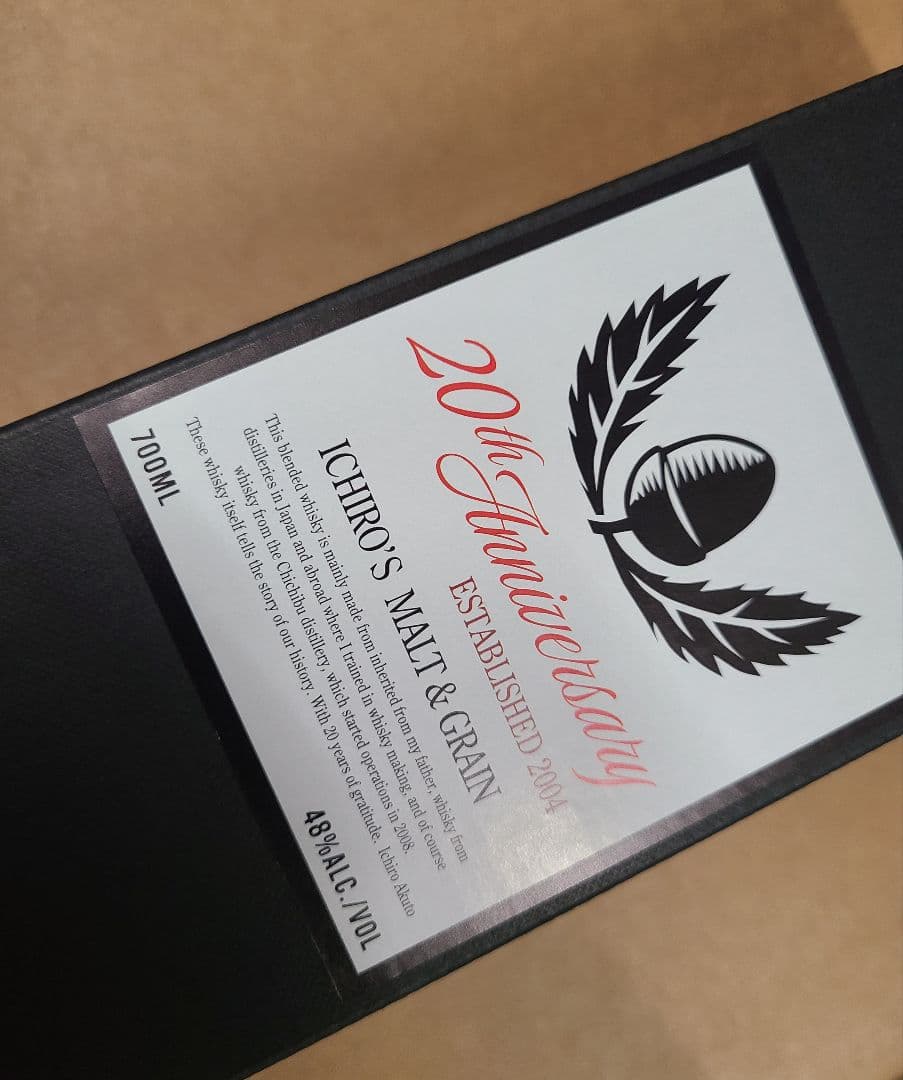 20th Anniversary
ESTABLISHED 2004
ICHIRO'S MALT & GRAIN
This blended whisky is mainly made from inherited from my father, whisky from
distilleries in Japan and abroad where I trained in whisky making, and of course
whisky from the Chichibu distillery, which started operations in 2008.
These whisky itself tells the story of our history. With 20 years of gratitude. Ichiro Akuto
700ML
48%ALC./VOL